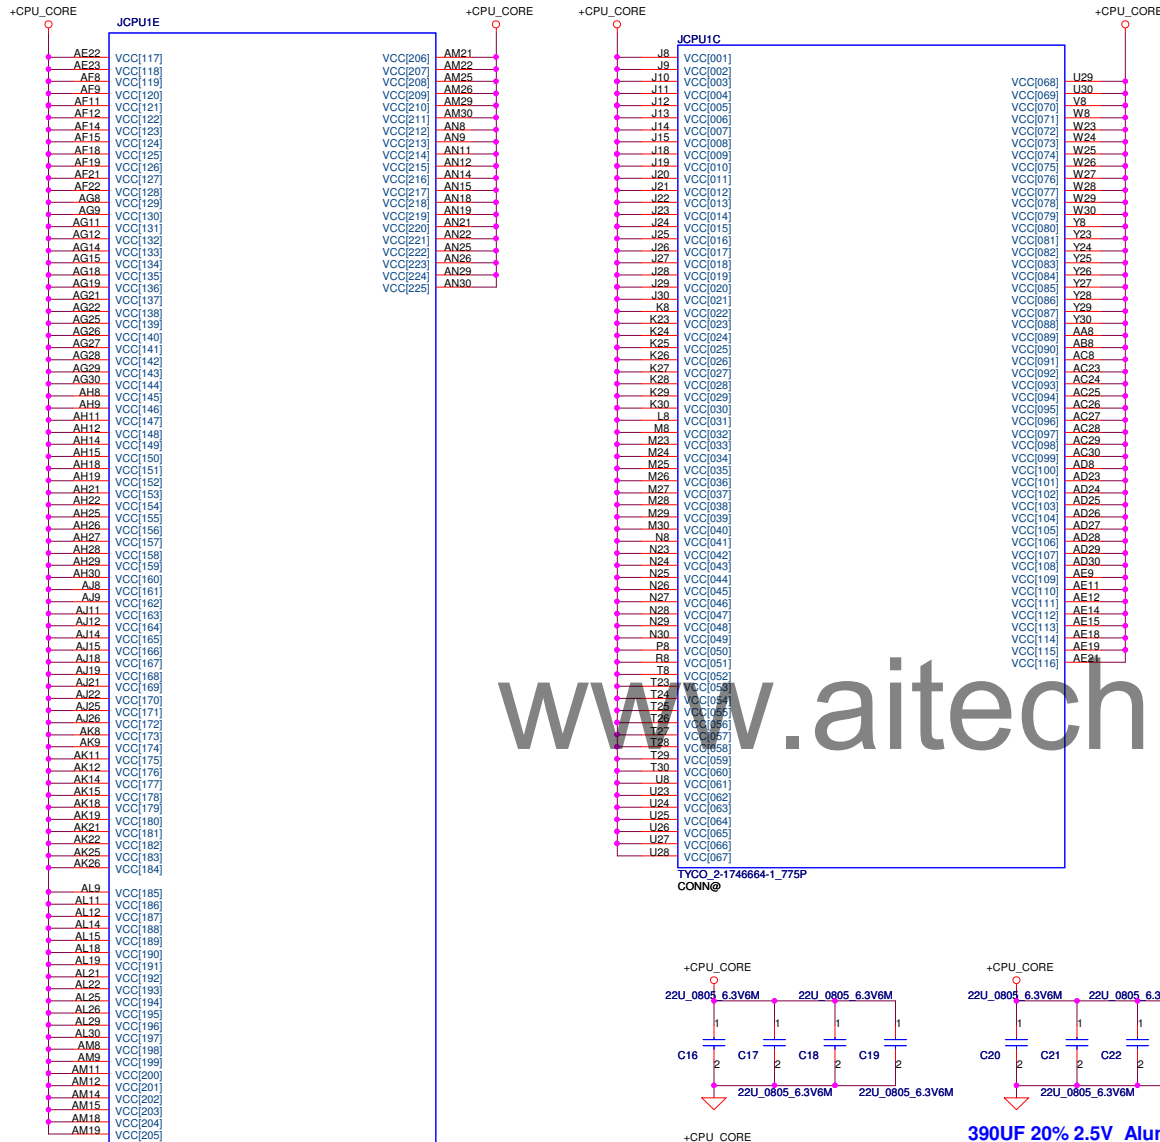 +CPU_CORE
JCPU1E
+CPU_CORE
AE22 VCC[117]
AE23 VCC[118]
AF8 VCC[119]
AF9 VCC[120]
AF11 VCC[121]
AF12 VCC[122]
AF14 VCC[123]
AF15 VCC[124]
AF18 VCC[125]
AF19 VCC[126]
AF21 VCC[127]
AF22 VCC[128]
AG8 VCC[129]
AG9 VCC[130]
AG11 VCC[131]
AG12 VCC[132]
AG14 VCC[133]
AG15 VCC[134]
AG18 VCC[135]
AG19 VCC[136]
AG21 VCC[137]
AG22 VCC[138]
AG25 VCC[139]
AG26 VCC[140]
AG27 VCC[141]
AG28 VCC[142]
AG29 VCC[143]
AG30 VCC[144]
AH8 VCC[145]
AH9 VCC[146]
AH11 VCC[147]
AH12 VCC[148]
AH14 VCC[149]
AH15 VCC[150]
AH18 VCC[151]
AH19 VCC[152]
AH21 VCC[153]
AH22 VCC[154]
AH25 VCC[155]
AH26 VCC[156]
AH27 VCC[157]
AH28 VCC[158]
AH29 VCC[159]
AH30 VCC[160]
AJ8 VCC[161]
AJ9 VCC[162]
AJ11 VCC[163]
AJ12 VCC[164]
AJ14 VCC[165]
AJ15 VCC[166]
AJ18 VCC[167]
AJ19 VCC[168]
AJ21 VCC[169]
AJ22 VCC[170]
AJ25 VCC[171]
AJ26 VCC[172]
AK8 VCC[173]
AK9 VCC[174]
AK11 VCC[175]
AK12 VCC[176]
AK14 VCC[177]
AK15 VCC[178]
AK18 VCC[179]
AK19 VCC[180]
AK21 VCC[181]
AK22 VCC[182]
AK25 VCC[183]
AK26 VCC[184]
AL9 VCC[185]
AL11 VCC[186]
AL12 VCC[187]
AL14 VCC[188]
AL15 VCC[189]
AL18 VCC[190]
AL19 VCC[191]
AL21 VCC[192]
AL22 VCC[193]
AL25 VCC[194]
AL26 VCC[195]
AL29 VCC[196]
AL30 VCC[197]
AM8 VCC[198]
AM9 VCC[199]
AM11 VCC[200]
AM12 VCC[201]
AM14 VCC[202]
AM15 VCC[203]
AM18 VCC[204]
AM19 VCC[205]
VCC[206] AM21
VCC[207] AM22
VCC[208] AM25
VCC[209] AM26
VCC[210] AM29
VCC[211] AM30
VCC[212] AN8
VCC[213] AN9
VCC[214] AN11
VCC[215] AN12
VCC[216] AN14
VCC[217] AN15
VCC[218] AN18
VCC[219] AN19
VCC[220] AN21
VCC[221] AN22
VCC[222] AN25
VCC[223] AN26
VCC[224] AN29
VCC[225] AN30
+CPU_CORE
JCPU1C
+CPU_CORE
J8 VCC[001]
J9 VCC[002]
J10 VCC[003]
J11 VCC[004]
J12 VCC[005]
J13 VCC[006]
J14 VCC[007]
J15 VCC[008]
J18 VCC[009]
J19 VCC[010]
J20 VCC[011]
J21 VCC[012]
J22 VCC[013]
J23 VCC[014]
J24 VCC[015]
J25 VCC[016]
J26 VCC[017]
J27 VCC[018]
J28 VCC[019]
J29 VCC[020]
J30 VCC[021]
K8 VCC[022]
K23 VCC[023]
K24 VCC[024]
K25 VCC[025]
K26 VCC[026]
K27 VCC[027]
K28 VCC[028]
K29 VCC[029]
K30 VCC[030]
L8 VCC[031]
M8 VCC[032]
M23 VCC[033]
M24 VCC[034]
M25 VCC[035]
M26 VCC[036]
M27 VCC[037]
M28 VCC[038]
M29 VCC[039]
M30 VCC[040]
N8 VCC[041]
N23 VCC[042]
N24 VCC[043]
N25 VCC[044]
N26 VCC[045]
N27 VCC[046]
N28 VCC[047]
N29 VCC[048]
N30 VCC[049]
P8 VCC[050]
R8 VCC[051]
T8 VCC[052]
T23 VCC[053]
T24 VCC[054]
T25 VCC[055]
T26 VCC[056]
T27 VCC[057]
T28 VCC[058]
T29 VCC[059]
T30 VCC[060]
U8 VCC[061]
U23 VCC[062]
U24 VCC[063]
U25 VCC[064]
U26 VCC[065]
U27 VCC[066]
U28 VCC[067]
VCC[068] U29
VCC[069] U30
VCC[070] V8
VCC[071] W8
VCC[072] W23
VCC[073] W24
VCC[074] W25
VCC[075] W26
VCC[076] W27
VCC[077] W28
VCC[078] W29
VCC[079] W30
VCC[080] Y8
VCC[081] Y23
VCC[082] Y24
VCC[083] Y25
VCC[084] Y26
VCC[085] Y27
VCC[086] Y28
VCC[087] Y29
VCC[088] Y30
VCC[089] AA8
VCC[090] AB8
VCC[091] AC8
VCC[092] AC23
VCC[093] AC24
VCC[094] AC25
VCC[095] AC26
VCC[096] AC27
VCC[097] AC28
VCC[098] AC29
VCC[099] AC30
VCC[100] AD8
VCC[101] AD23
VCC[102] AD24
VCC[103] AD25
VCC[104] AD26
VCC[105] AD27
VCC[106] AD28
VCC[107] AD29
VCC[108] AD30
VCC[109] AE9
VCC[110] AE11
VCC[111] AE12
VCC[112] AE14
VCC[113] AE15
VCC[114] AE18
VCC[115] AE19
VCC[116] AE21
www.aitech
TYCO_2-1746664-1_775P
CONN@
+CPU_CORE
22U_0805_6.3V6M 22U_0805_6.3V6M
1 1 1 1
C16 C17 C18 C19
2 2 2 2
22U_0805_6.3V6M 22U_0805_6.3V6M
+CPU_CORE
22U_0805_6.3V6M 22U_0805_6.3
1 1 1
C20 C21 C22
2 2 2
22U_0805_6.3V6M
+CPU_CORE
390UF 20% 2.5V Alu